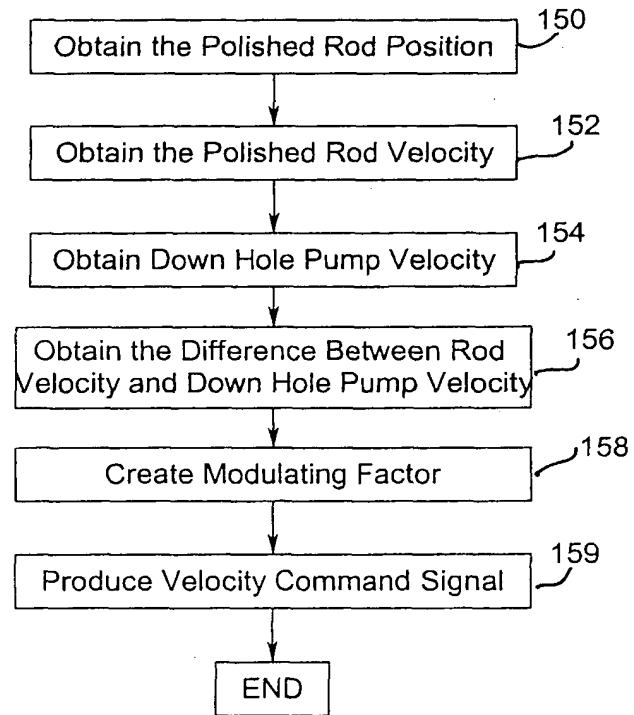 150
Obtain the Polished Rod Position
152
Obtain the Polished Rod Velocity
154
Obtain Down Hole Pump Velocity
156
Obtain the Difference Between Rod
Velocity and Down Hole Pump Velocity
158
Create Modulating Factor
159
Produce Velocity Command Signal
END